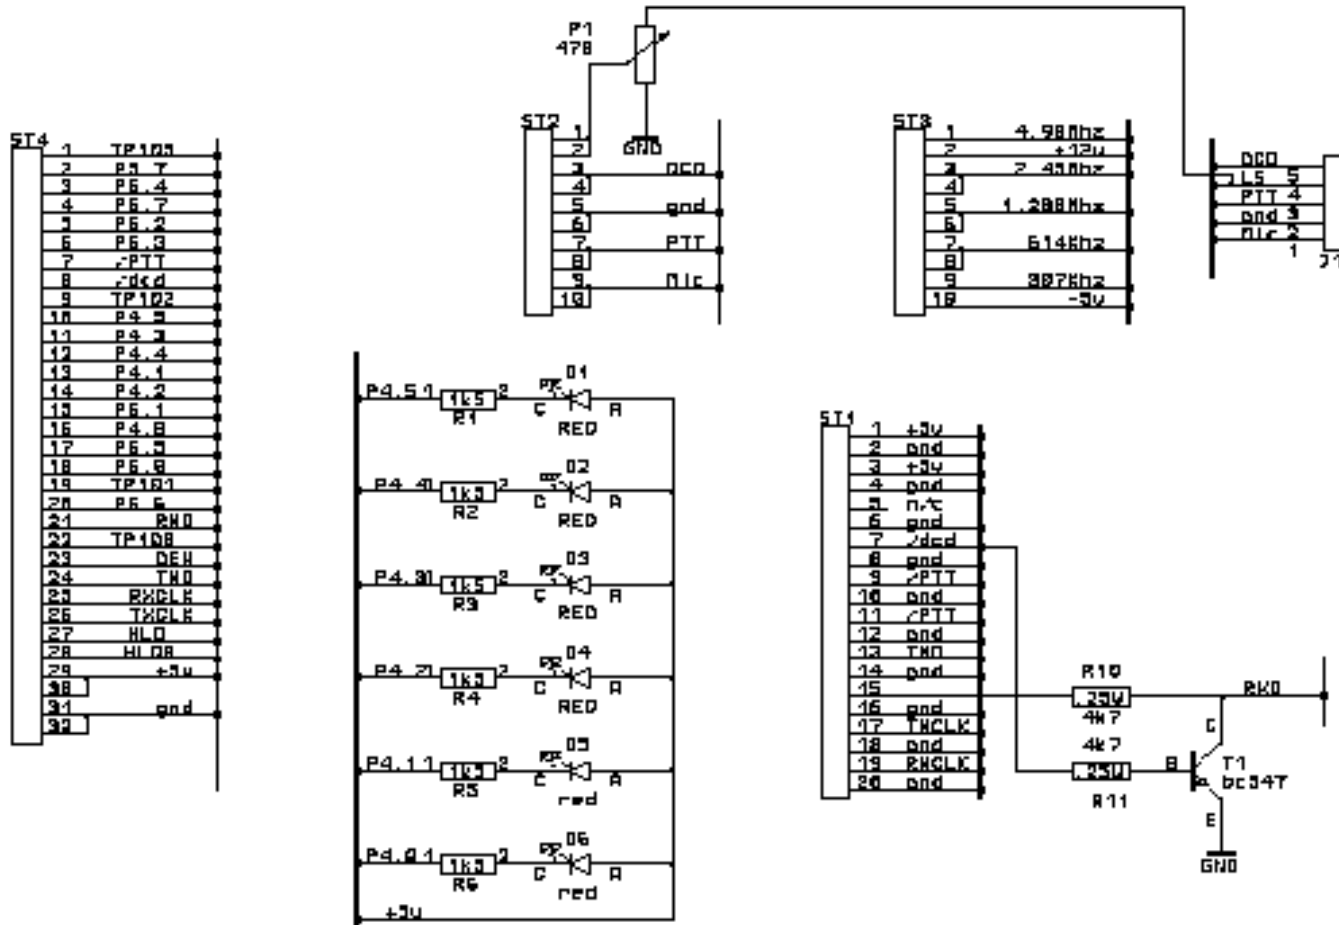 P1
470
GND
ST4
1 TP103
2 P5.7
3 P6.4
4 P6.7
5 P6.2
6 P6.3
7 /PTT
8 /dcd
9 TP102
10 P4.5
11 P4.3
12 P4.4
13 P4.1
14 P4.2
15 P6.1
16 P4.0
17 P6.5
18 P6.0
19 TP101
20 P6.6
21 RXD
22
23
24 TXD
25 RXCLK
26 TXCLK
27
28
29 +5v
30
31 gnd
32
ST2
1
2
3 DCD
4
5 gnd
6
7 PTT
8
9 Mic
10
ST3
1 4.9Mhz
2 +12v
3
4
5
6
7 614Khz
8
9 307Khz
10 -5v
DCD
LS 5
PTT 4
gnd 3
Mic 2
1
P4.5 1 1k5 2 D1
R1 C A
RED
P4.4 1 1k5 2 D2
R2 C A
RED
P4.3 1 1k5 2 D3
R3 C A
RED
P4.2 1 1k5 2 D4
R4 C A
RED
P4.1 1 1k5 2 D5
R5 C A
red
P4.0 1 1k5 2 D6
R6 C A
red
+5v
ST1
1 +5v
2 gnd
3 +5v
4 gnd
5 n/c
6 gnd
7 /dcd
8 gnd
9 /PTT
10 gnd
11 /PTT
12 gnd
13 TXD
14 gnd
15
16 gnd
17 TXCLK
18 gnd
19 RXCLK
20 gnd
R10
.25W
4k7
RXD
4k7
.25W
R11
C
B
E
T1
bc547
GND